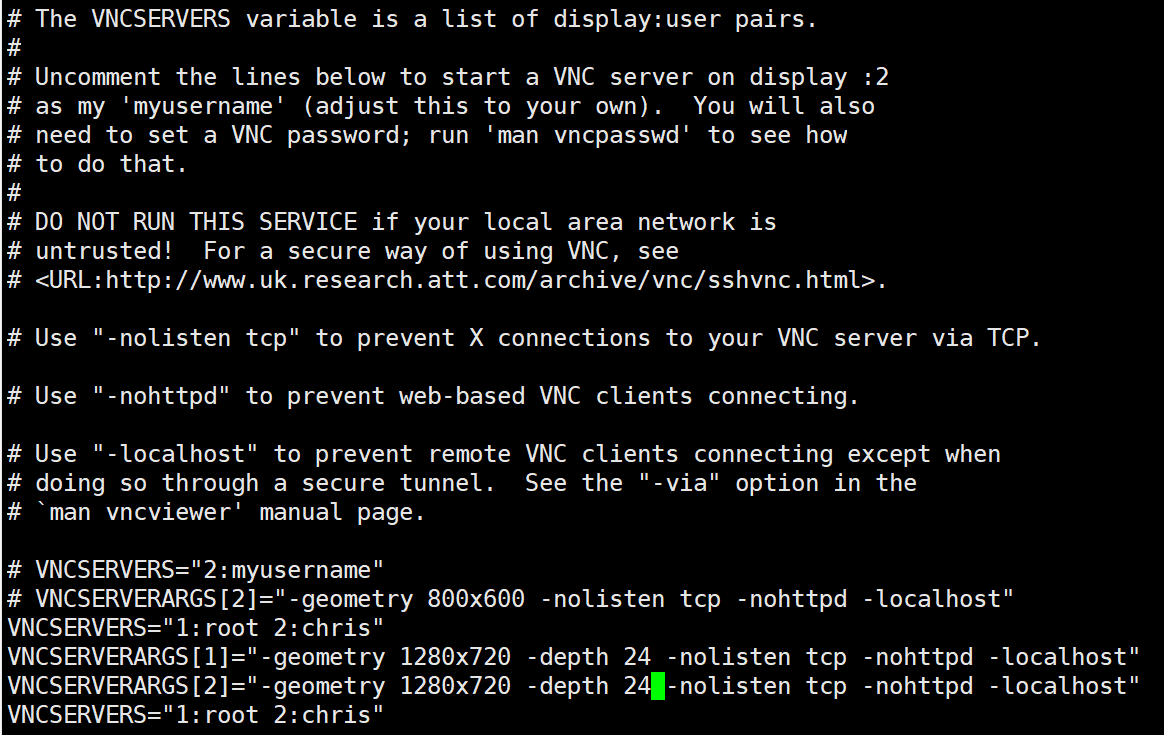 # The VNCSERVERS variable is a list of display:user pairs.
#
# Uncomment the lines below to start a VNC server on display :2
# as my 'myusername' (adjust this to your own).  You will also
# need to set a VNC password; run 'man vncpasswd' to see how
# to do that.
#
# DO NOT RUN THIS SERVICE if your local area network is
# untrusted!  For a secure way of using VNC, see
# <URL:http://www.uk.research.att.com/archive/vnc/sshvnc.html>.

# Use "-nolisten tcp" to prevent X connections to your VNC server via TCP.

# Use "-nohttpd" to prevent web-based VNC clients connecting.

# Use "-localhost" to prevent remote VNC clients connecting except when
# doing so through a secure tunnel.  See the "-via" option in the
# `man vncviewer' manual page.

# VNCSERVERS="2:myusername"
# VNCSERVERARGS[2]="-geometry 800x600 -nolisten tcp -nohttpd -localhost"
VNCSERVERS="1:root 2:chris"
VNCSERVERARGS[1]="-geometry 1280x720 -depth 24 -nolisten tcp -nohttpd -localhost"
VNCSERVERARGS[2]="-geometry 1280x720 -depth 24 -nolisten tcp -nohttpd -localhost"
VNCSERVERS="1:root 2:chris"